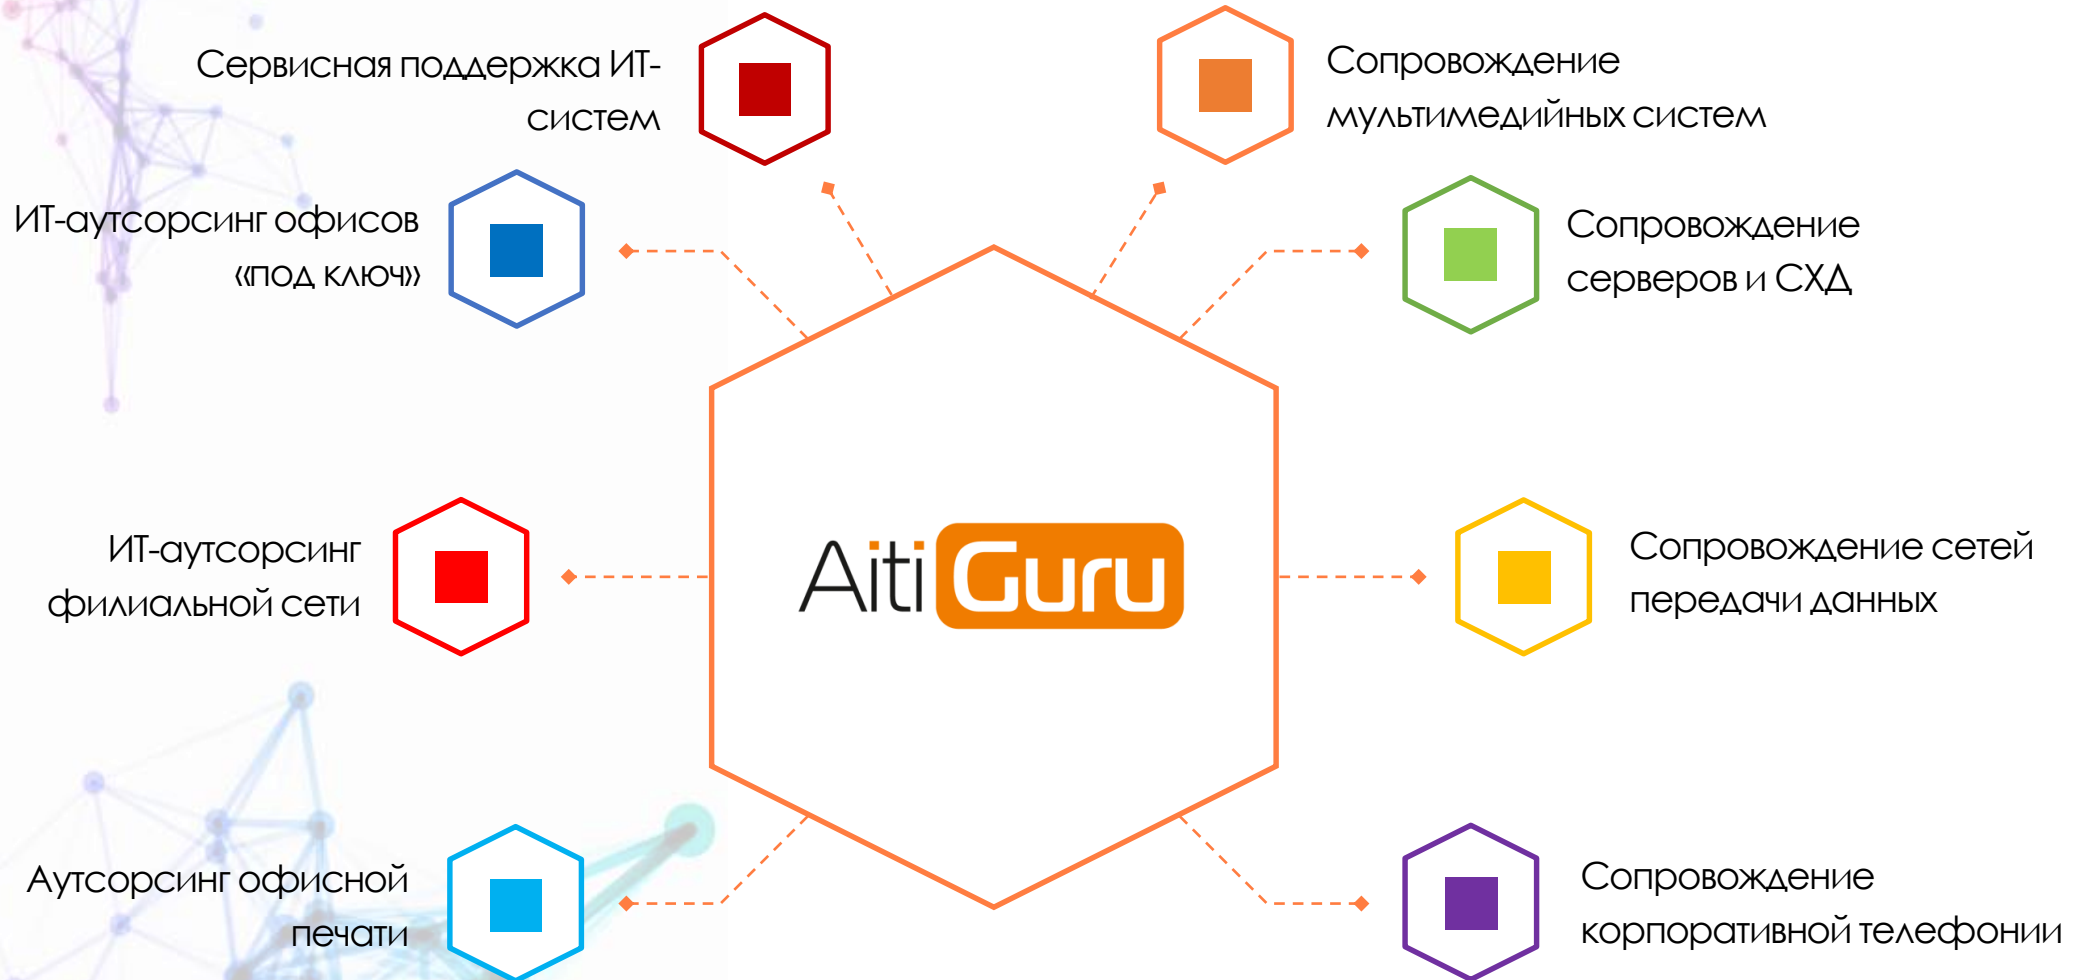 Сервисная поддержка ИТ-
систем
Сопровождение
мультимедийных систем
ИТ-аутсорсинг офисов
«под ключ»
Сопровождение
серверов и СХД
AitiGuru
ИТ-аутсорсинг
филиальной сети
Сопровождение сетей
передачи данных
Аутсорсинг офисной
печати
Сопровождение
корпоративной телефонии